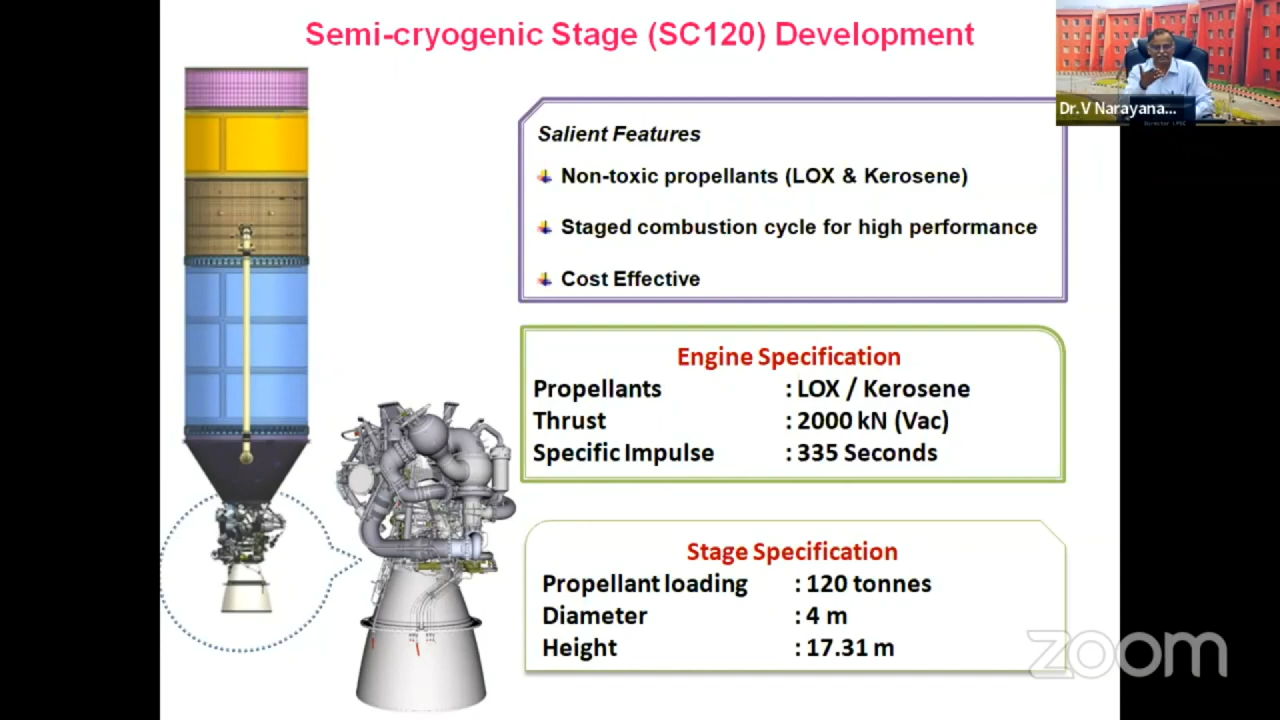 Semi-cryogenic Stage (SC120) Development
Dr.V Narayana...
Salient Features
Non-toxic propellants (LOX & Kerosene)
Staged combustion cycle for high performance
Cost Effective
Engine Specification
Propellants : LOX / Kerosene
Thrust : 2000 kN (Vac)
Specific Impulse : 335 Seconds
Stage Specification
Propellant loading : 120 tonnes
Diameter : 4 m
Height : 17.31 m
zoom